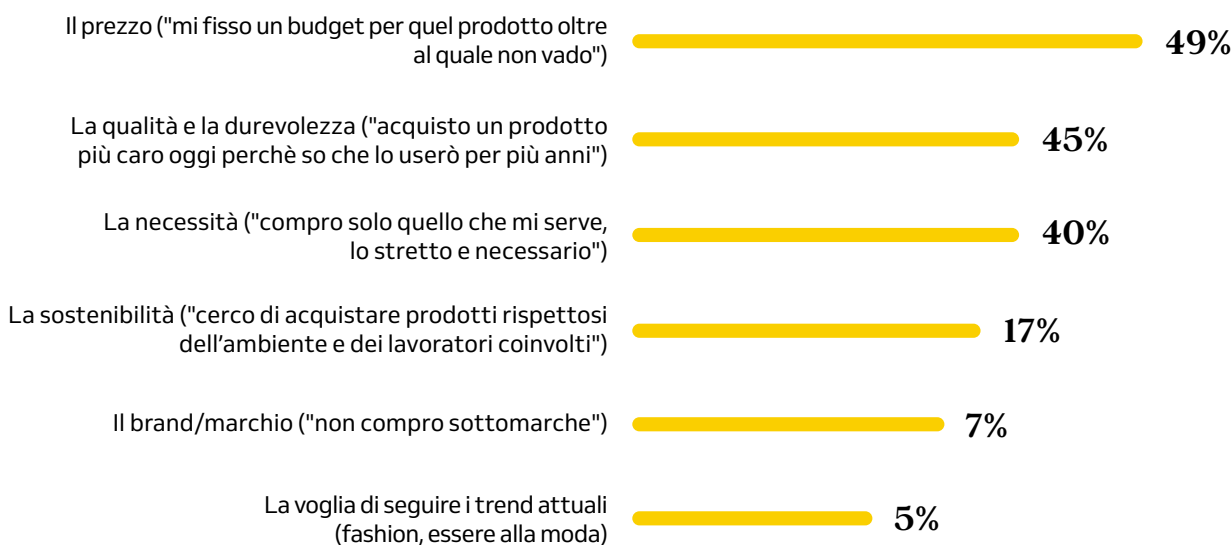 Il prezzo ("mi fisso un budget per quel prodotto oltre
al quale non vado")
49%
La qualità e la durevolezza ("acquisto un prodotto
più caro oggi perchè so che lo userò per più anni")
45%
La necessità ("compro solo quello che mi serve,
lo stretto e necessario")
40%
La sostenibilità ("cerco di acquistare prodotti rispettosi
dell'ambiente e dei lavoratori coinvolti")
17%
Il brand/marchio ("non compro sottomarche")
7%
La voglia di seguire i trend attuali
(fashion, essere alla moda)
5%